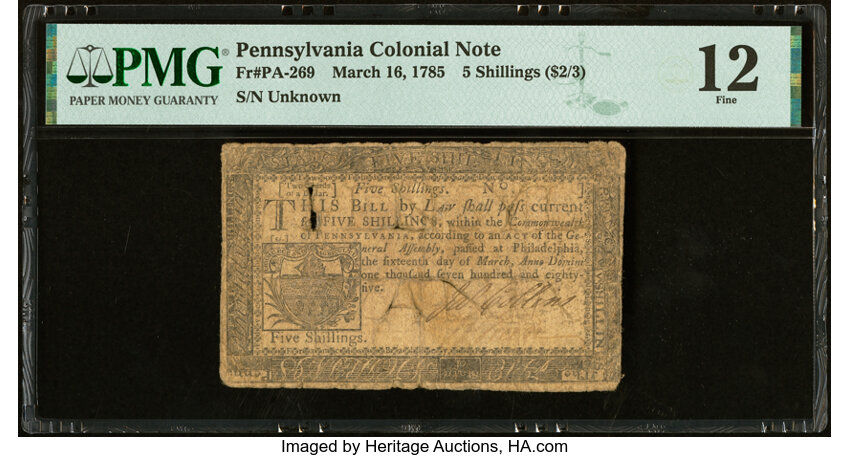 PMG®
PAPER MONEY GUARANTY
Pennsylvania Colonial Note
Fr#PA-269 March 16, 1785 5 Shillings ($2/3)
S/N Unknown
12
Fine
FIVE SHILLINGS
Five Shillings. No
THIS BILL by LAW shall pass current
for FIVE SHILLINGS, within the Commonwealth
of PENNSYLVANIA, according to an ACT of the Ge-
neral Assembly, passed at Philadelphia,
the sixteenth day of March, Anno Domini
one thousand seven hundred and eighty-
five.
Five Shillings.
Imaged by Heritage Auctions, HA.com